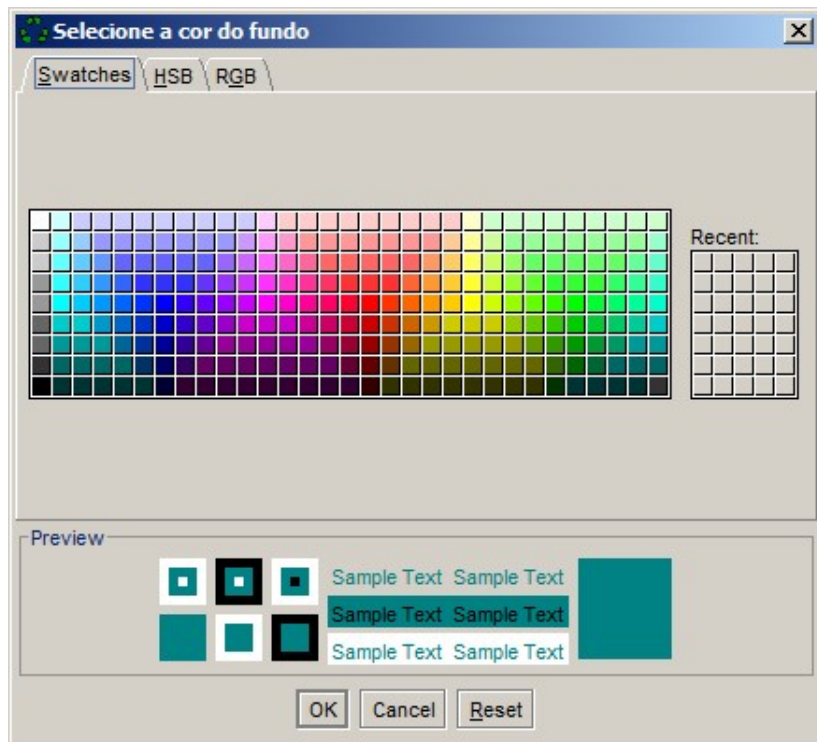 Selecione a cor do fundo
Swatches HSB RGB
Recent:
Preview
Sample Text Sample Text
Sample Text Sample Text
Sample Text Sample Text
OK Cancel Reset